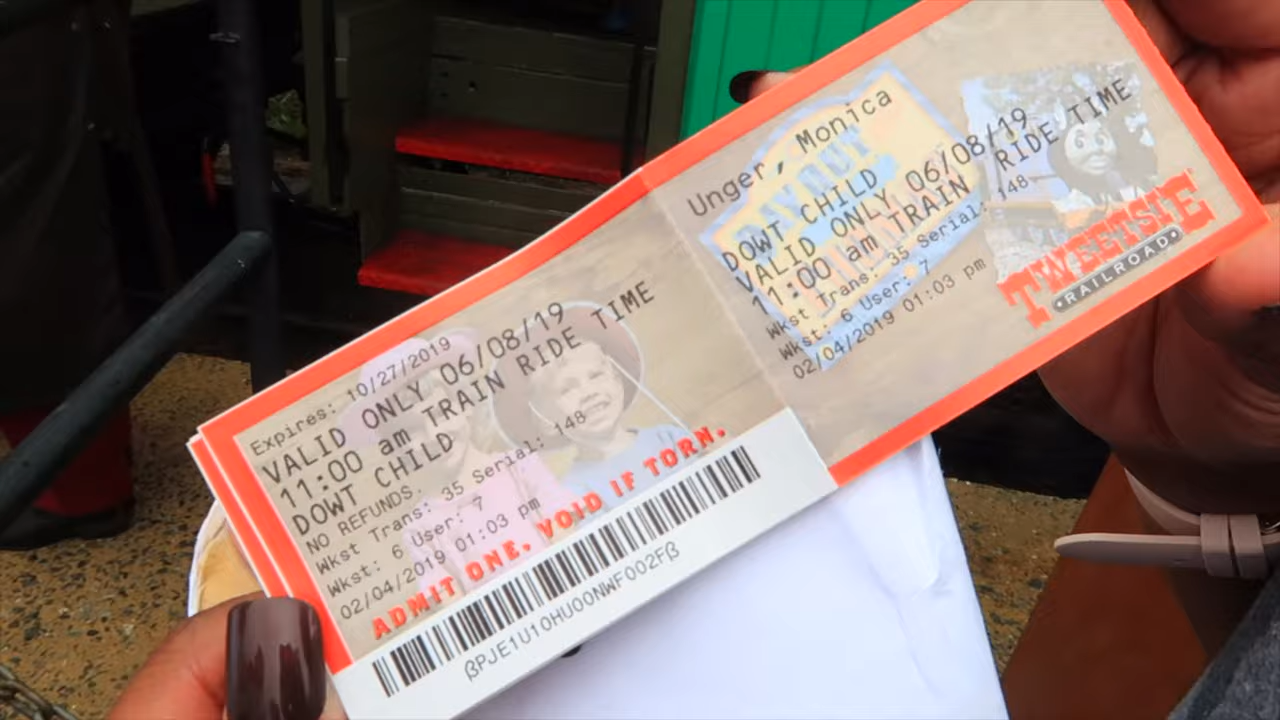 Expires: 10/27/2019
VALID ONLY 06/08/19
11:00 am TRAIN RIDE TIME
DOWT CHILD
NO REFUNDS.
Wkst Trans: 35 Serial: 148
Wkst: 6 User: 7
02/04/2019 01:03 pm
ADMIT ONE. VOID IF TORN.
βPJE1U10HU00NWF002Fβ
Unger, Monica
DAY OUT
DOWT CHILD
VALID ONLY 06/08/19
11:00 am TRAIN RIDE TIME
Wkst Trans: 35 Serial: 148
Wkst: 6 User: 7
02/04/2019 01:03 pm
TWEETSIE
RAILROAD